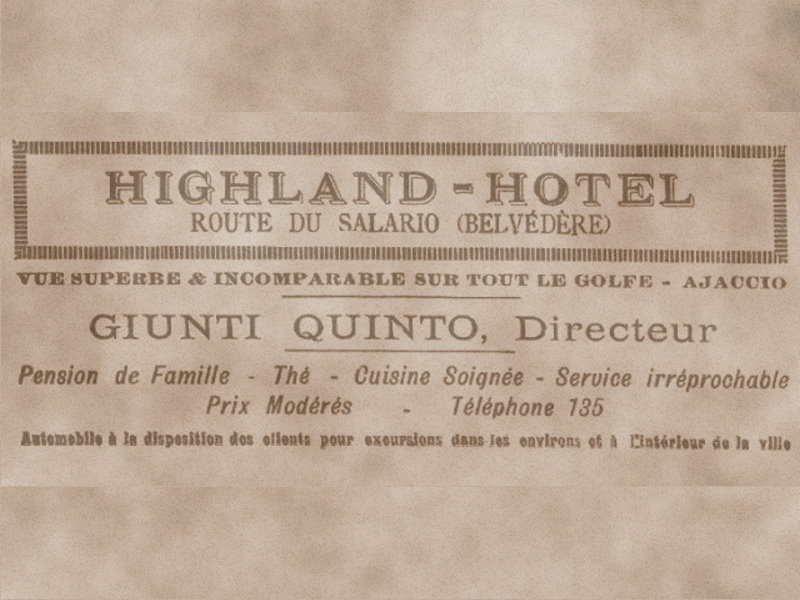 HIGHLAND - HOTEL
ROUTE DU SALARIO (BELVÉDÈRE)
VUE SUPERBE & INCOMPARABLE SUR TOUT LE GOLFE - AJACCIO
GIUNTI QUINTO, Directeur
Pension de Famille - Thé - Cuisine Soignée - Service irréprochable
Prix Modérés - Téléphone 135
Automobile à la disposition des clients pour excursions dans les environs et à l'intérieur de la ville